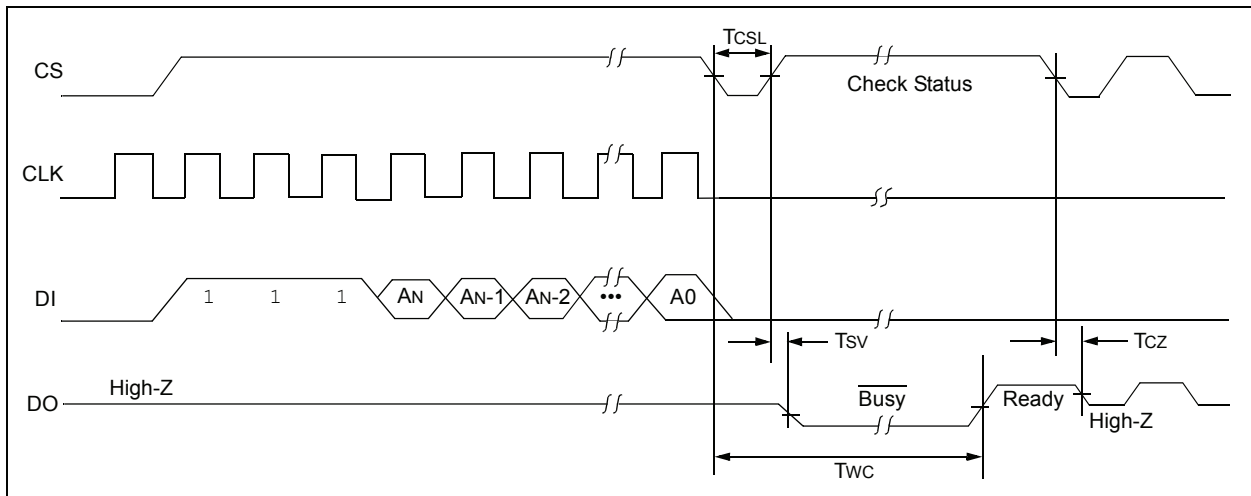 TCSL
CS
Check Status
CLK
DI
1 1 1 AN AN-1 AN-2 ••• A0
TSV
TCZ
High-Z
DO
Busy
Ready
High-Z
TWC